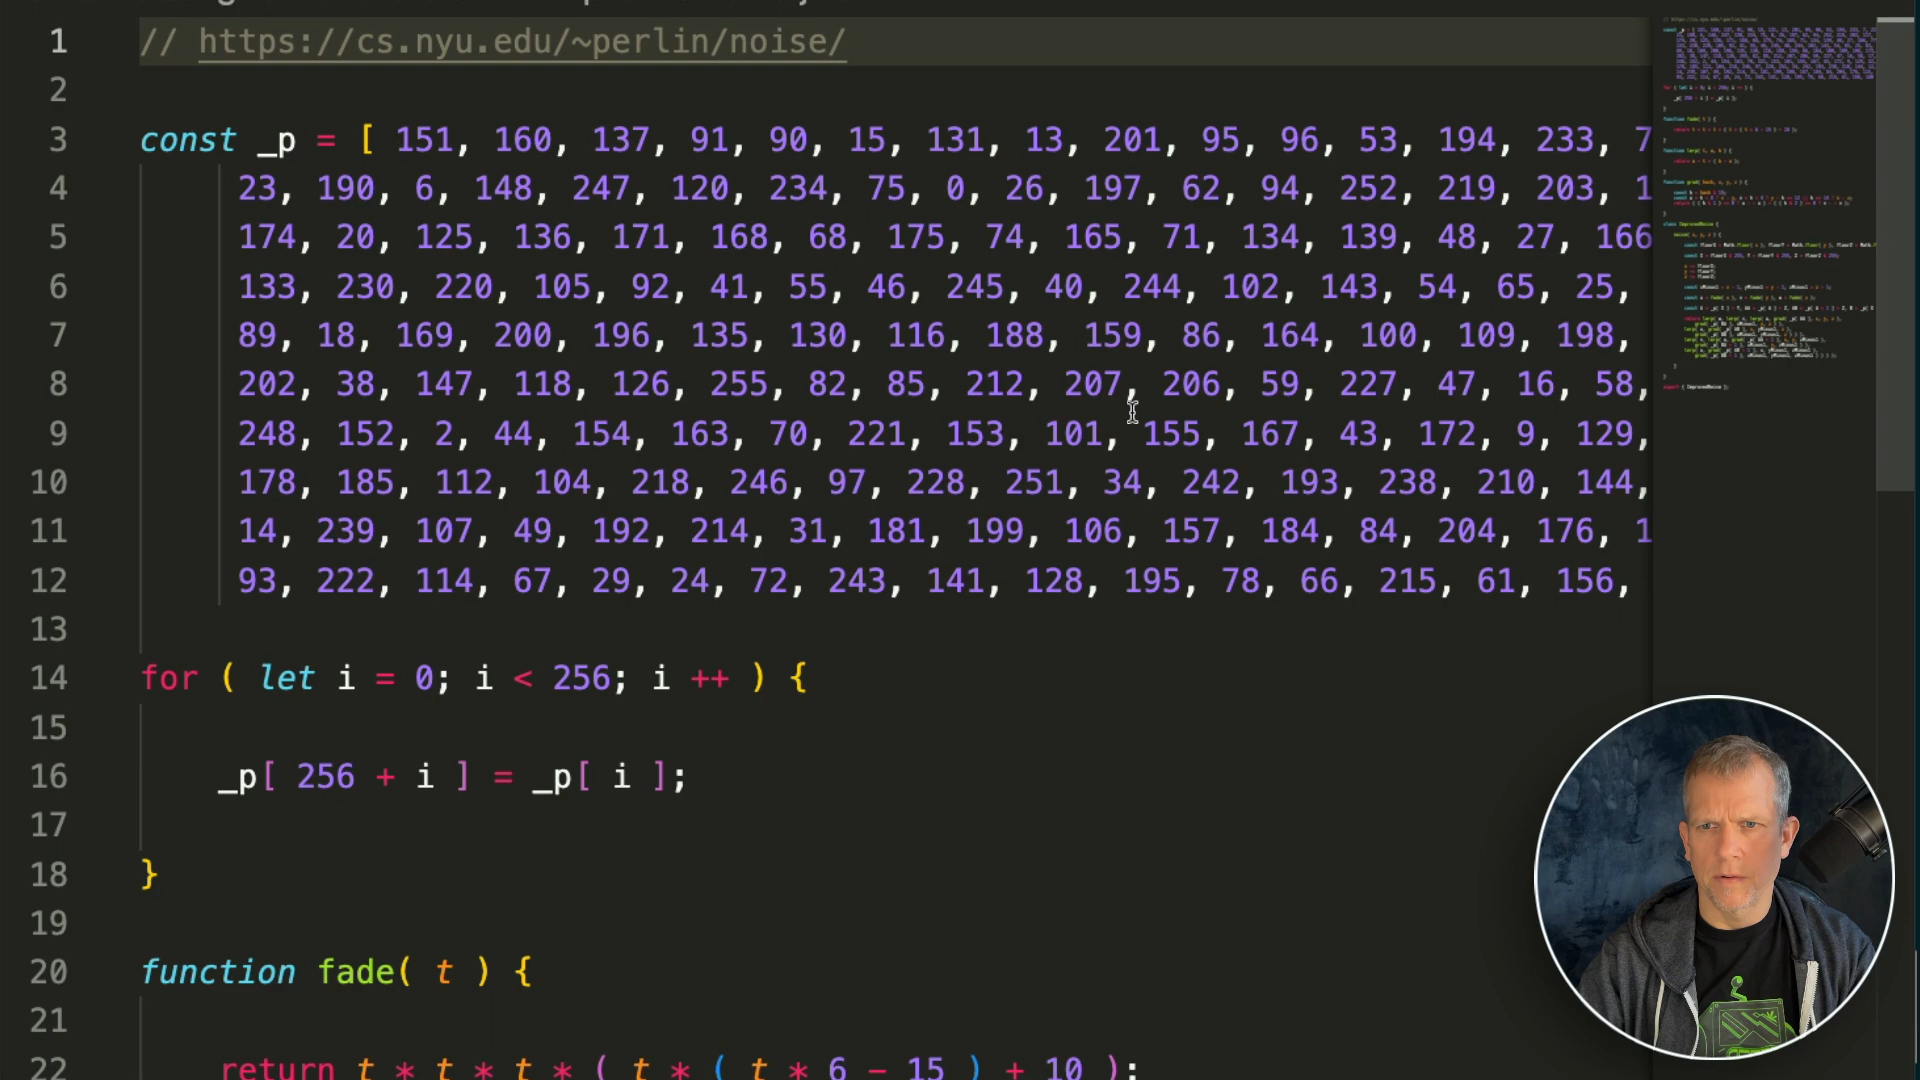 1 // https://cs.nyu.edu/~perlin/noise/
2
3 const _p = [ 151, 160, 137, 91, 90, 15, 131, 13, 201, 95, 96, 53, 194, 233, 7
4 23, 190, 6, 148, 247, 120, 234, 75, 0, 26, 197, 62, 94, 252, 219, 203, 1
5 174, 20, 125, 136, 171, 168, 68, 175, 74, 165, 71, 134, 139, 48, 27, 166
6 133, 230, 220, 105, 92, 41, 55, 46, 245, 40, 244, 102, 143, 54, 65, 25,
7 89, 18, 169, 200, 196, 135, 130, 116, 188, 159, 86, 164, 100, 109, 198,
8 202, 38, 147, 118, 126, 255, 82, 85, 212, 207, 206, 59, 227, 47, 16, 58,
9 248, 152, 2, 44, 154, 163, 70, 221, 153, 101, 155, 167, 43, 172, 9, 129,
10 178, 185, 112, 104, 218, 246, 97, 228, 251, 34, 242, 193, 238, 210, 144,
11 14, 239, 107, 49, 192, 214, 31, 181, 199, 106, 157, 184, 84, 204, 176, 1
12 93, 222, 114, 67, 29, 24, 72, 243, 141, 128, 195, 78, 66, 215, 61, 156,
13
14 for ( let i = 0; i < 256; i ++ ) {
15
16 _p[ 256 + i ] = _p[ i ];
17
18 }
19
20 function fade( t ) {
21
22 return t * t * t * ( t * ( t * 6 - 15 ) + 10 );